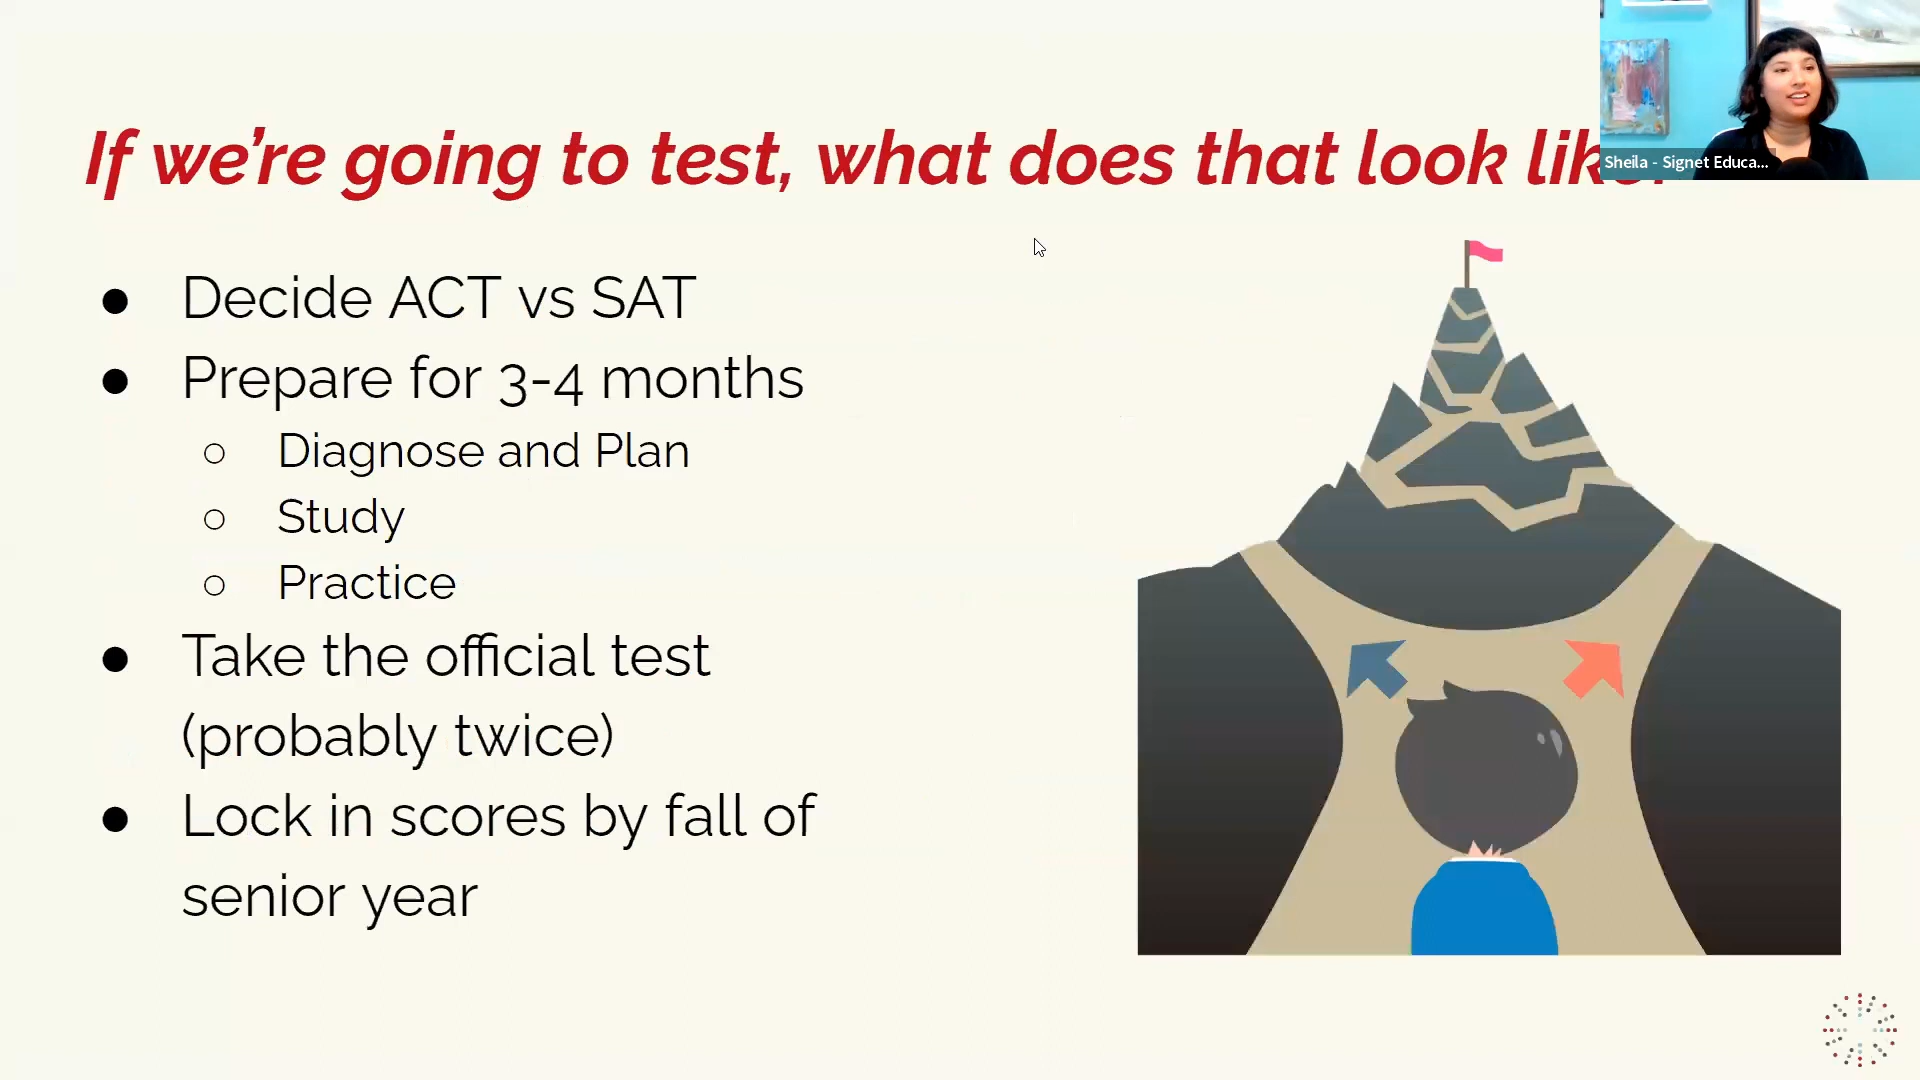 If we're going to test, what does that look like?
Sheila - Signet Educa...
● Decide ACT vs SAT
● Prepare for 3-4 months
○ Diagnose and Plan
○ Study
○ Practice
● Take the official test
(probably twice)
● Lock in scores by fall of
senior year